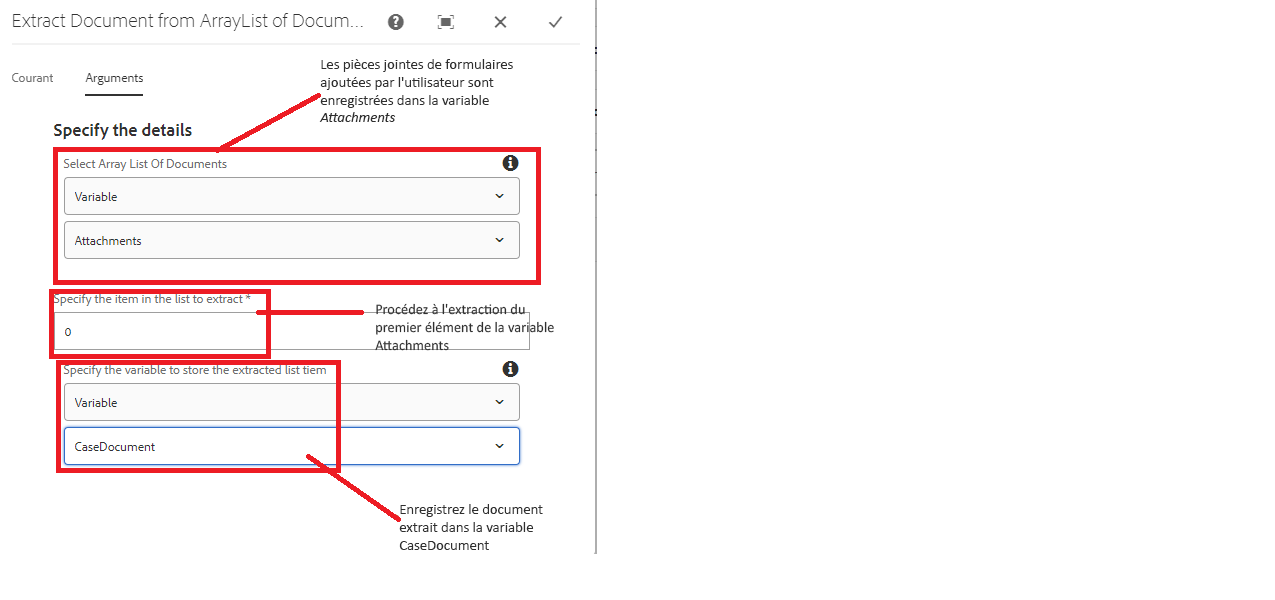 Extract Document from ArrayList of Docum...
Les pièces jointes de formulaires
ajoutées par l'utilisateur sont
enregistrées dans la variable
Attachments
Courant
Arguments
Specify the details
Select Array List Of Documents
Variable
Attachments
Specify the item in the list to extract *
0
Procédez à l'extraction du
premier élément de la variable
Attachments
Specify the variable to store the extracted list tiem
Variable
CaseDocument
Enregistrez le document
extrait dans la variable
CaseDocument